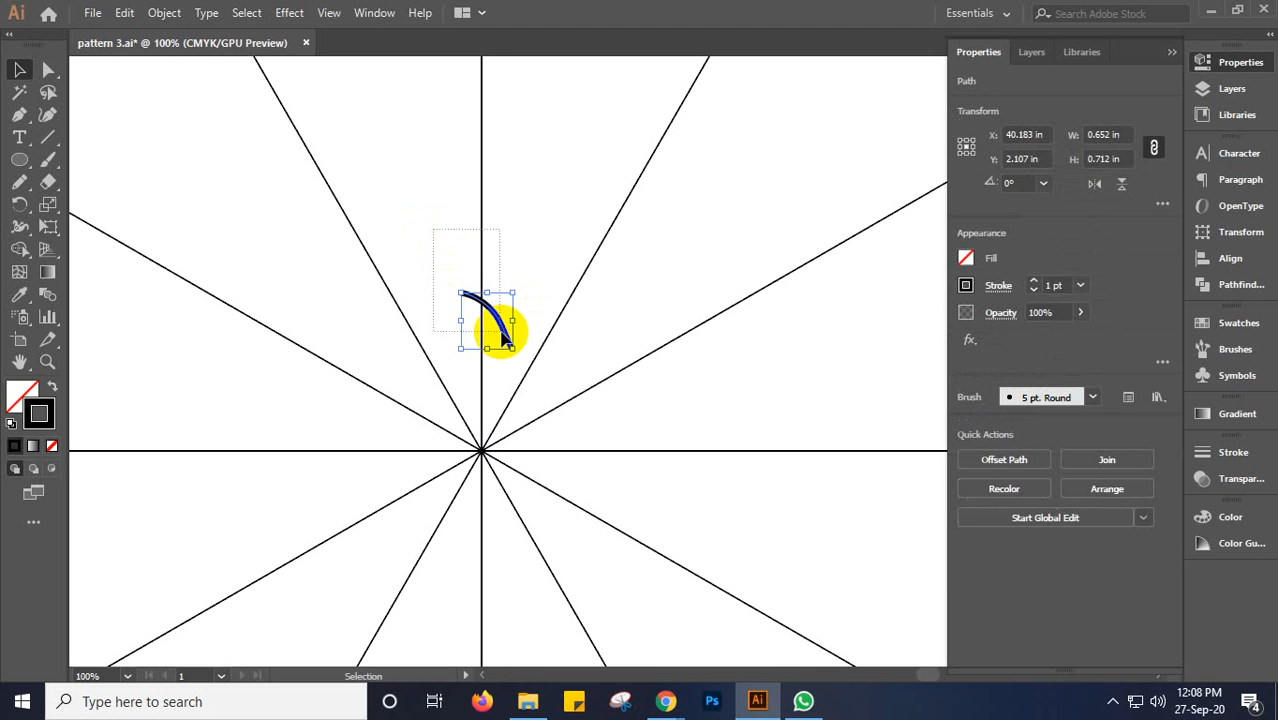 Ai File Edit Object Type Select Effect View Window Help Essentials Search Adobe Stock
pattern 3.ai* @ 100% (CMYK/GPU Preview) ×
Properties Layers Libraries
Path
Transform
X: 40.183 in W: 0.652 in
Y: 2.107 in H: 0.712 in
0°
Appearance
Fill
Stroke 1 pt
Opacity 100%
fx.
Brush 5 pt. Round
Quick Actions
Offset Path Join
Recolor Arrange
Start Global Edit
Properties
Layers
Libraries
Character
Paragraph
OpenType
Transform
Align
Pathfin...
Swatches
Brushes
Symbols
Gradient
Stroke
Transpar...
Color
Color Gu...
100% 1 Selection
Type here to search Ps Ai 12:08 PM
27-Sep-20 4